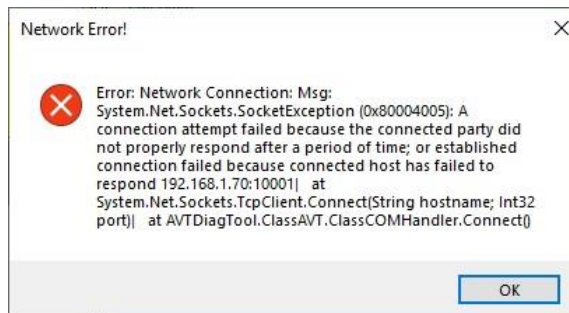 Network Error!
Error: Network Connection: Msg:
System.Net.Sockets.SocketException (0x80004005): A
connection attempt failed because the connected party did
not properly respond after a period of time; or established
connection failed because connected host has failed to
respond 192.168.1.70:10001|   at
System.Net.Sockets.TcpClient.Connect(String hostname; Int32
port)|   at AVTDiagTool.ClassAVT.ClassCOMHandler.Connect()
OK